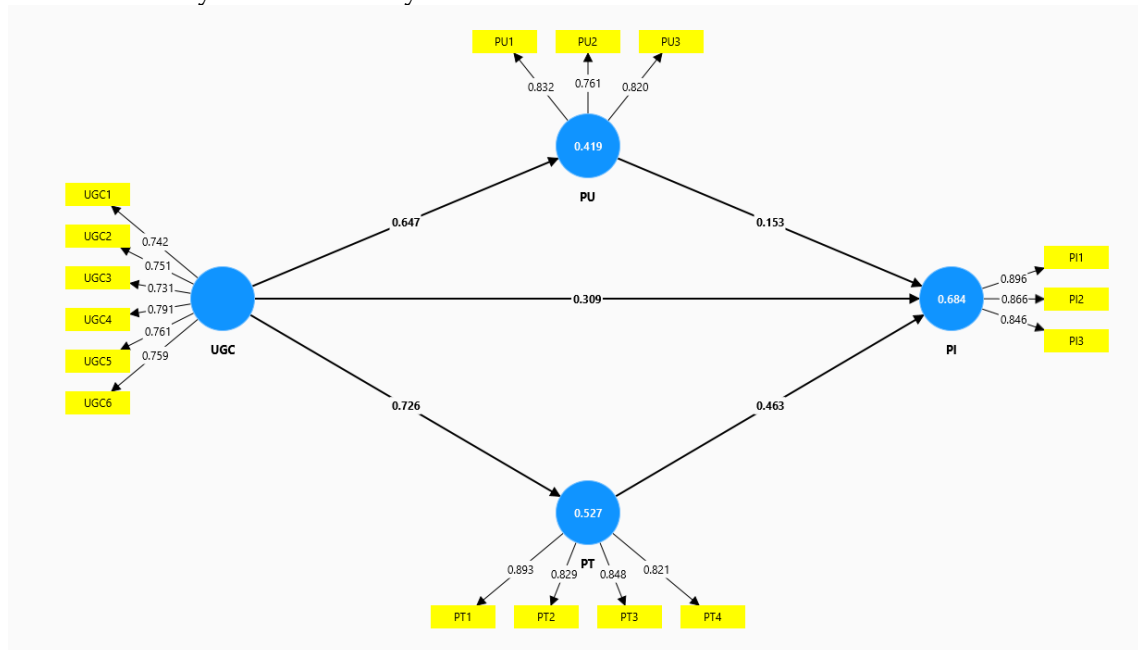 PU1 PU2 PU3
0.832 0.761 0.820
0.419
PU
UGC1
UGC2
UGC3
UGC4
UGC5
UGC6
0.742
0.751
0.731
0.791
0.761
0.759
UGC
0.647
0.153
0.309
0.726
0.463
0.684
PI
0.896
0.866
0.846
PI1
PI2
PI3
0.527
PT
0.893 0.829 0.848 0.821
PT1 PT2 PT3 PT4